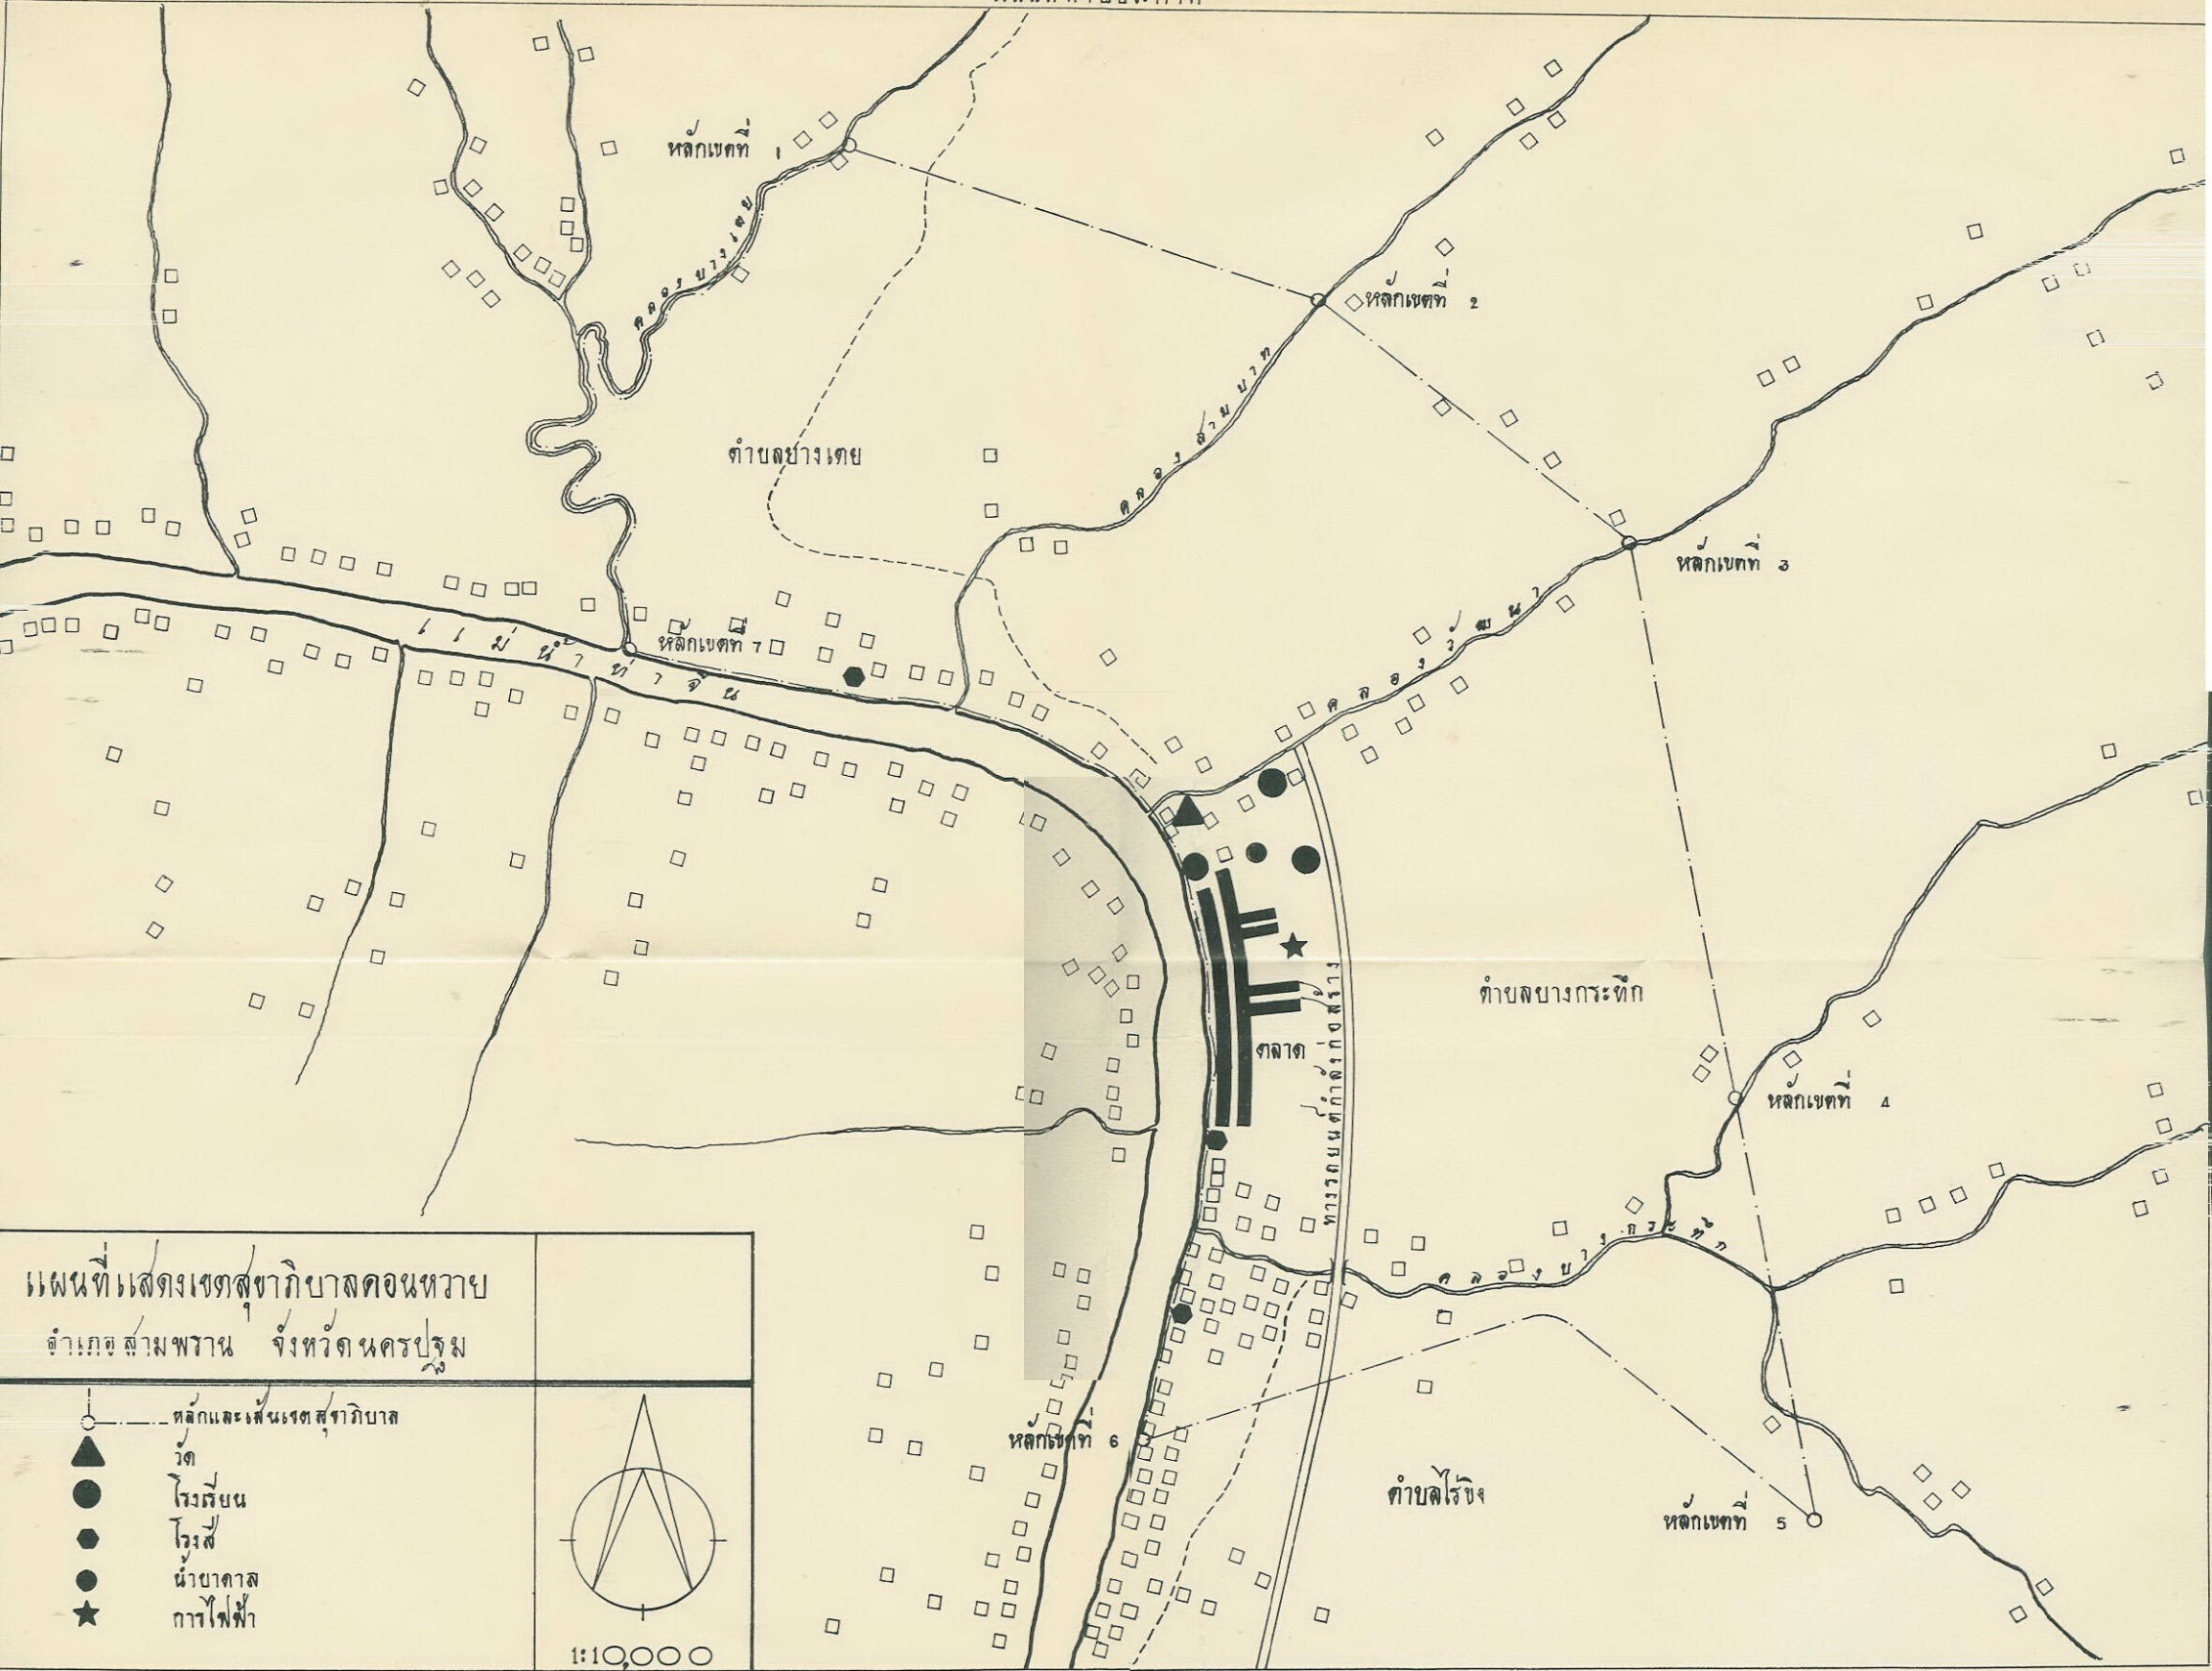 หลักเขตที่ 1
คลองบางเตย
หลักเขตที่ 2
คลองสามบาท
ตำบลบางเตย
หลักเขตที่ 3
คลองวัฒนา
หลักเขตที่ 7
แม่น้ำท่าจีน
ตำบลบางกระทึก
ทางรถยนต์กำลังก่อสร้าง
ตลาด
หลักเขตที่ 4
คลองบางกระทึก
หลักเขตที่ 6
ตำบลไร่ขิง
หลักเขตที่ 5
แผนที่แสดงเขตสุขาภิบาลดอนหวาย
อำเภอสามพราน จังหวัดนครปฐม
หลักและเส้นเขตสุขาภิบาล
วัด
โรงเรียน
โรงสี
น้ำบาดาล
การไฟฟ้า
1:10,000